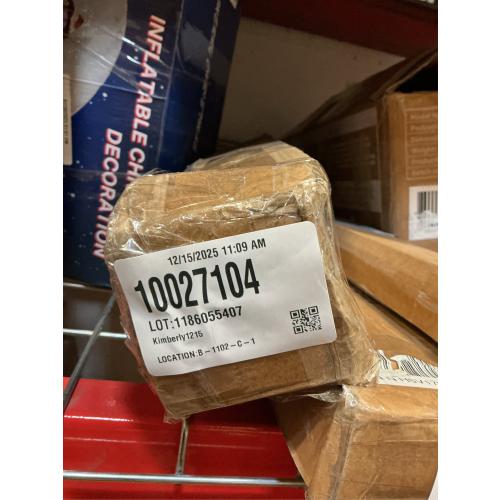 INFLATABLE CH
DECORATION
12/15/2025 11:09 AM
10027104
LOT:1186055407
Kimberly1215
LOCATION:B-1102-C-1